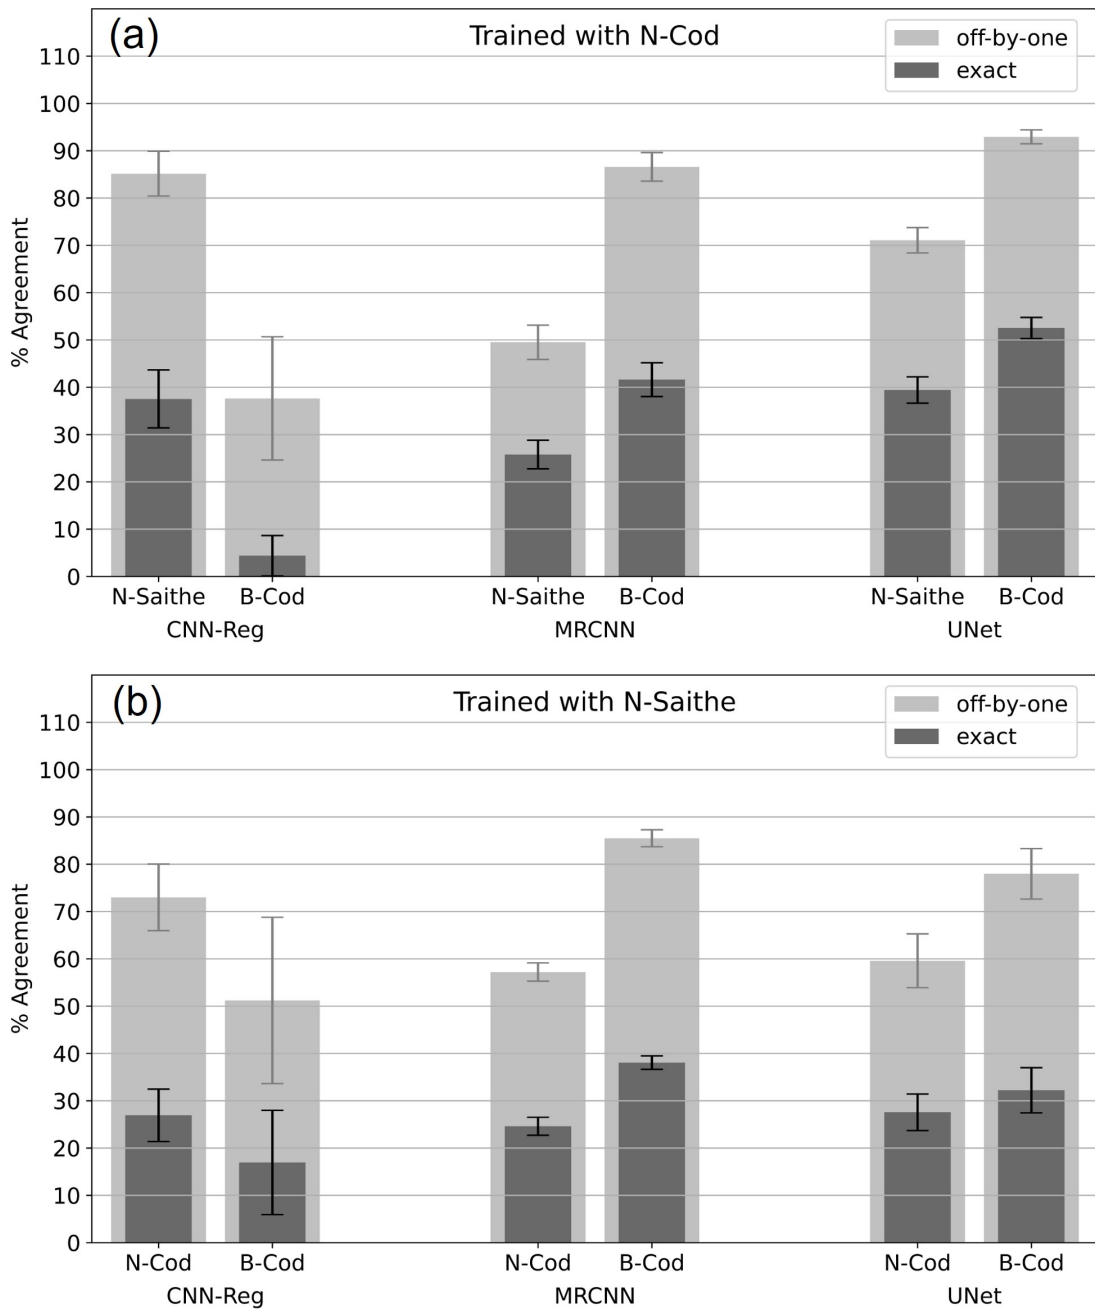 (a)
Trained with N-Cod
off-by-one
exact
% Agreement
110
100
90
80
70
60
50
40
30
20
10
0
N-Saithe B-Cod N-Saithe B-Cod N-Saithe B-Cod
CNN-Reg MRCNN UNet
(b)
Trained with N-Saithe
off-by-one
exact
% Agreement
110
100
90
80
70
60
50
40
30
20
10
0
N-Cod B-Cod N-Cod B-Cod N-Cod B-Cod
CNN-Reg MRCNN UNet